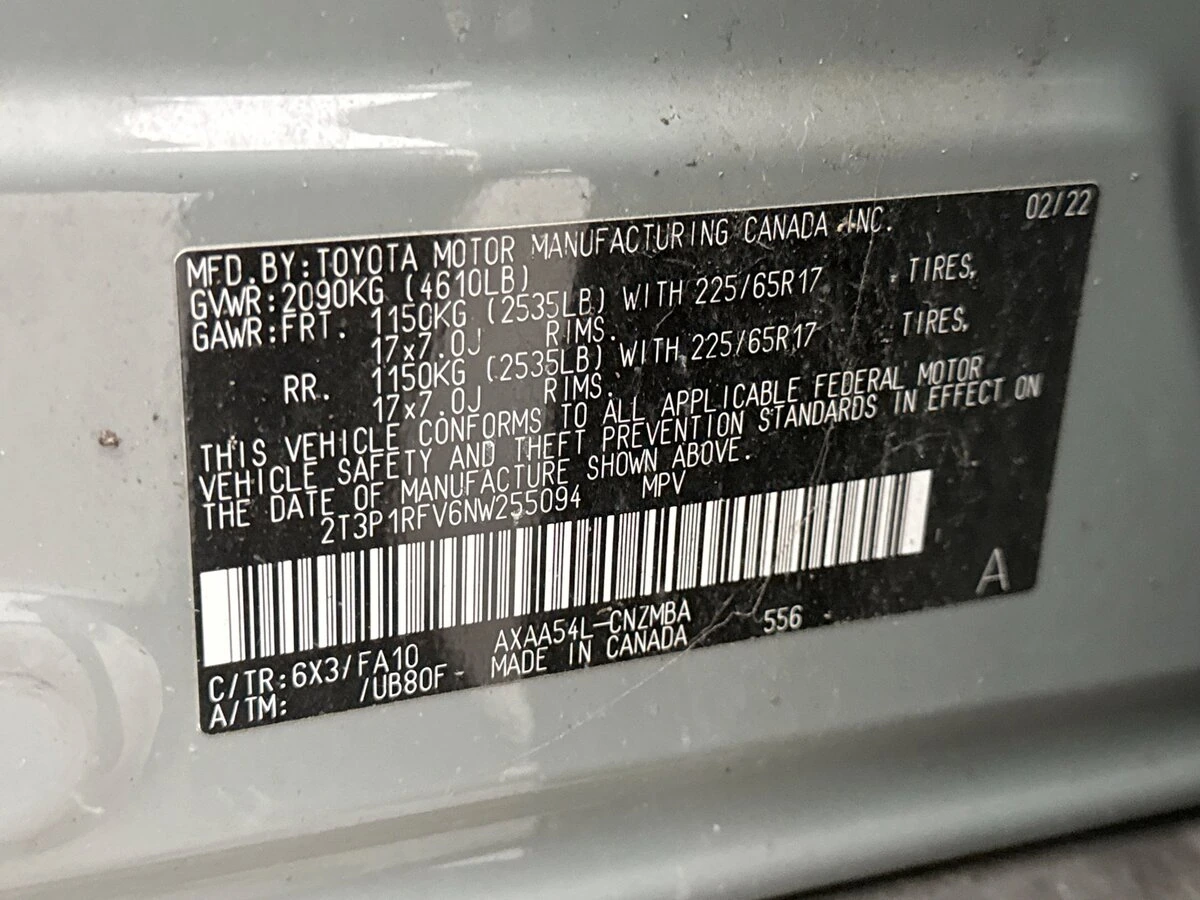 02/22
MFD.BY:TOYOTA MOTOR MANUFACTURING CANADA INC.
GVWR:2090KG (4610LB)
GAWR:FRT. 1150KG (2535LB) WITH 225/65R17 TIRES,
17x7.0J RIMS.
RR. 1150KG (2535LB) WITH 225/65R17 TIRES,
17x7.0J RIMS.
THIS VEHICLE CONFORMS TO ALL APPLICABLE FEDERAL MOTOR
VEHICLE SAFETY AND THEFT PREVENTION STANDARDS IN EFFECT ON
THE DATE OF MANUFACTURE SHOWN ABOVE.
2T3P1RFV6NW255094 MPV
A
C/TR:6X3/FA10 AXAA54L-CNZMBA 556
A/TM: /UB80F- MADE IN CANADA